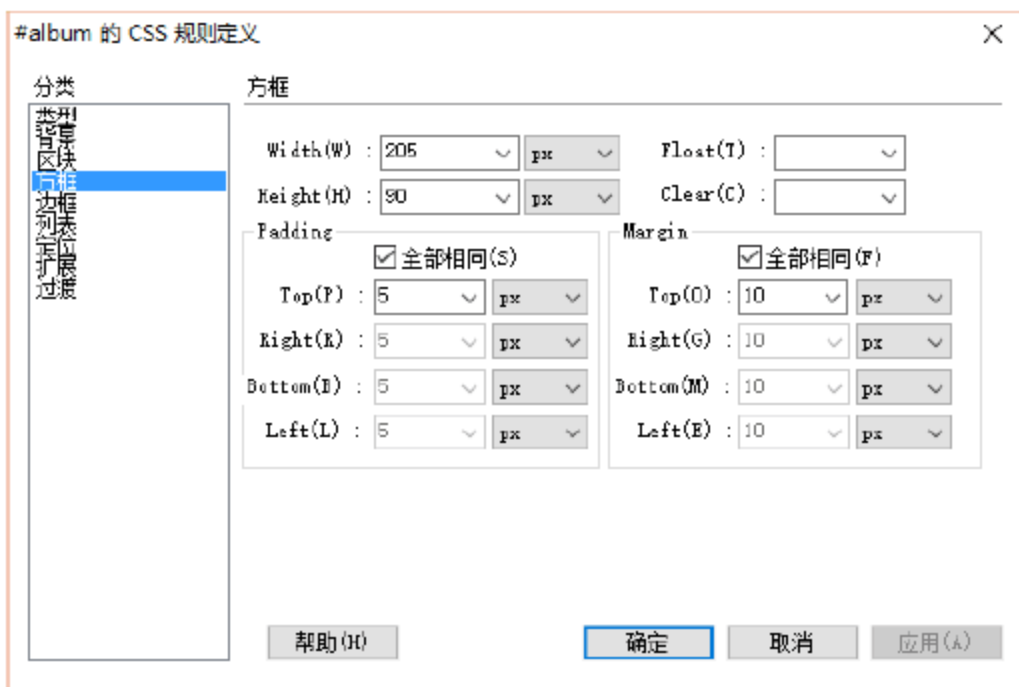 #album 的 CSS 规则定义
分类
类型
背景
区块
方框
边框
列表
定位
扩展
过渡
方框
Width(W) : 205 px Float(T) :
Height(H) : 90 px Clear(C) :
Padding
全部相同(S)
Top(P) : 5 px
Right(R) : 5 px
Bottom(B) : 5 px
Left(L) : 5 px
Margin
全部相同(F)
Top(O) : 10 px
Right(G) : 10 px
Bottom(M) : 10 px
Left(E) : 10 px
帮助(H) 确定 取消 应用(A)